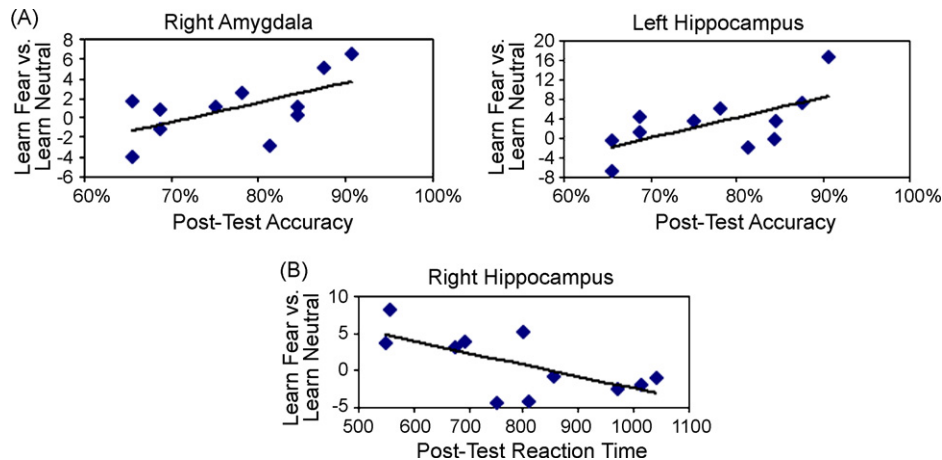 (A)
Right Amygdala
Learn Fear vs.
Learn Neutral
8
6
4
2
0
-2
-4
-6
60% 70% 80% 90% 100%
Post-Test Accuracy
Left Hippocampus
Learn Fear vs.
Learn Neutral
20
16
12
8
4
0
-4
-8
60% 70% 80% 90% 100%
Post-Test Accuracy
(B)
Right Hippocampus
Learn Fear vs.
Learn Neutral
10
5
0
-5
500 600 700 800 900 1000 1100
Post-Test Reaction Time